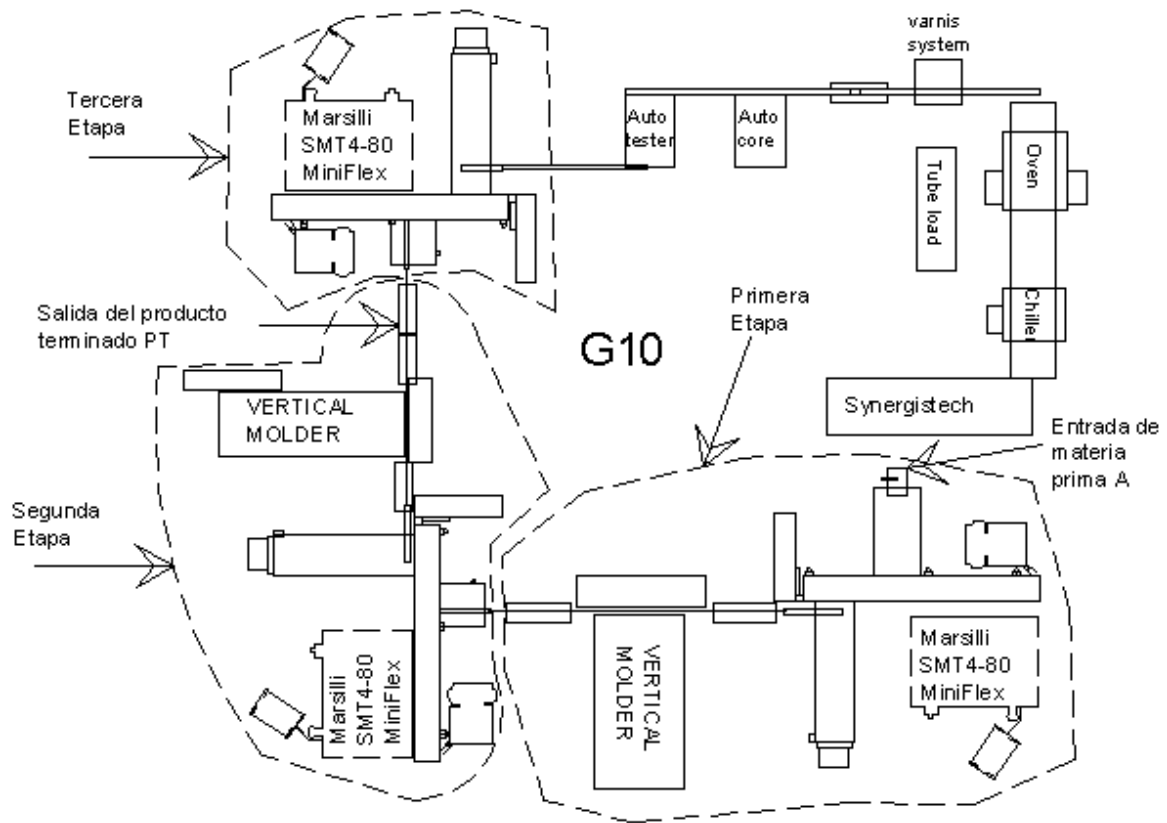 varnis
system
Tercera
Etapa
Marsilli
SMT4-80
MiniFlex
Auto
tester
Auto
core
Oven
Tube load
Chiller
Salida del producto
terminado PT
Primera
Etapa
G10
VERTICAL
MOLDER
Synergistech
Entrada de
materia
prima A
Segunda
Etapa
Marsilli
SMT4-80
MiniFlex
VERTICAL
MOLDER
Marsilli
SMT4-80
MiniFlex